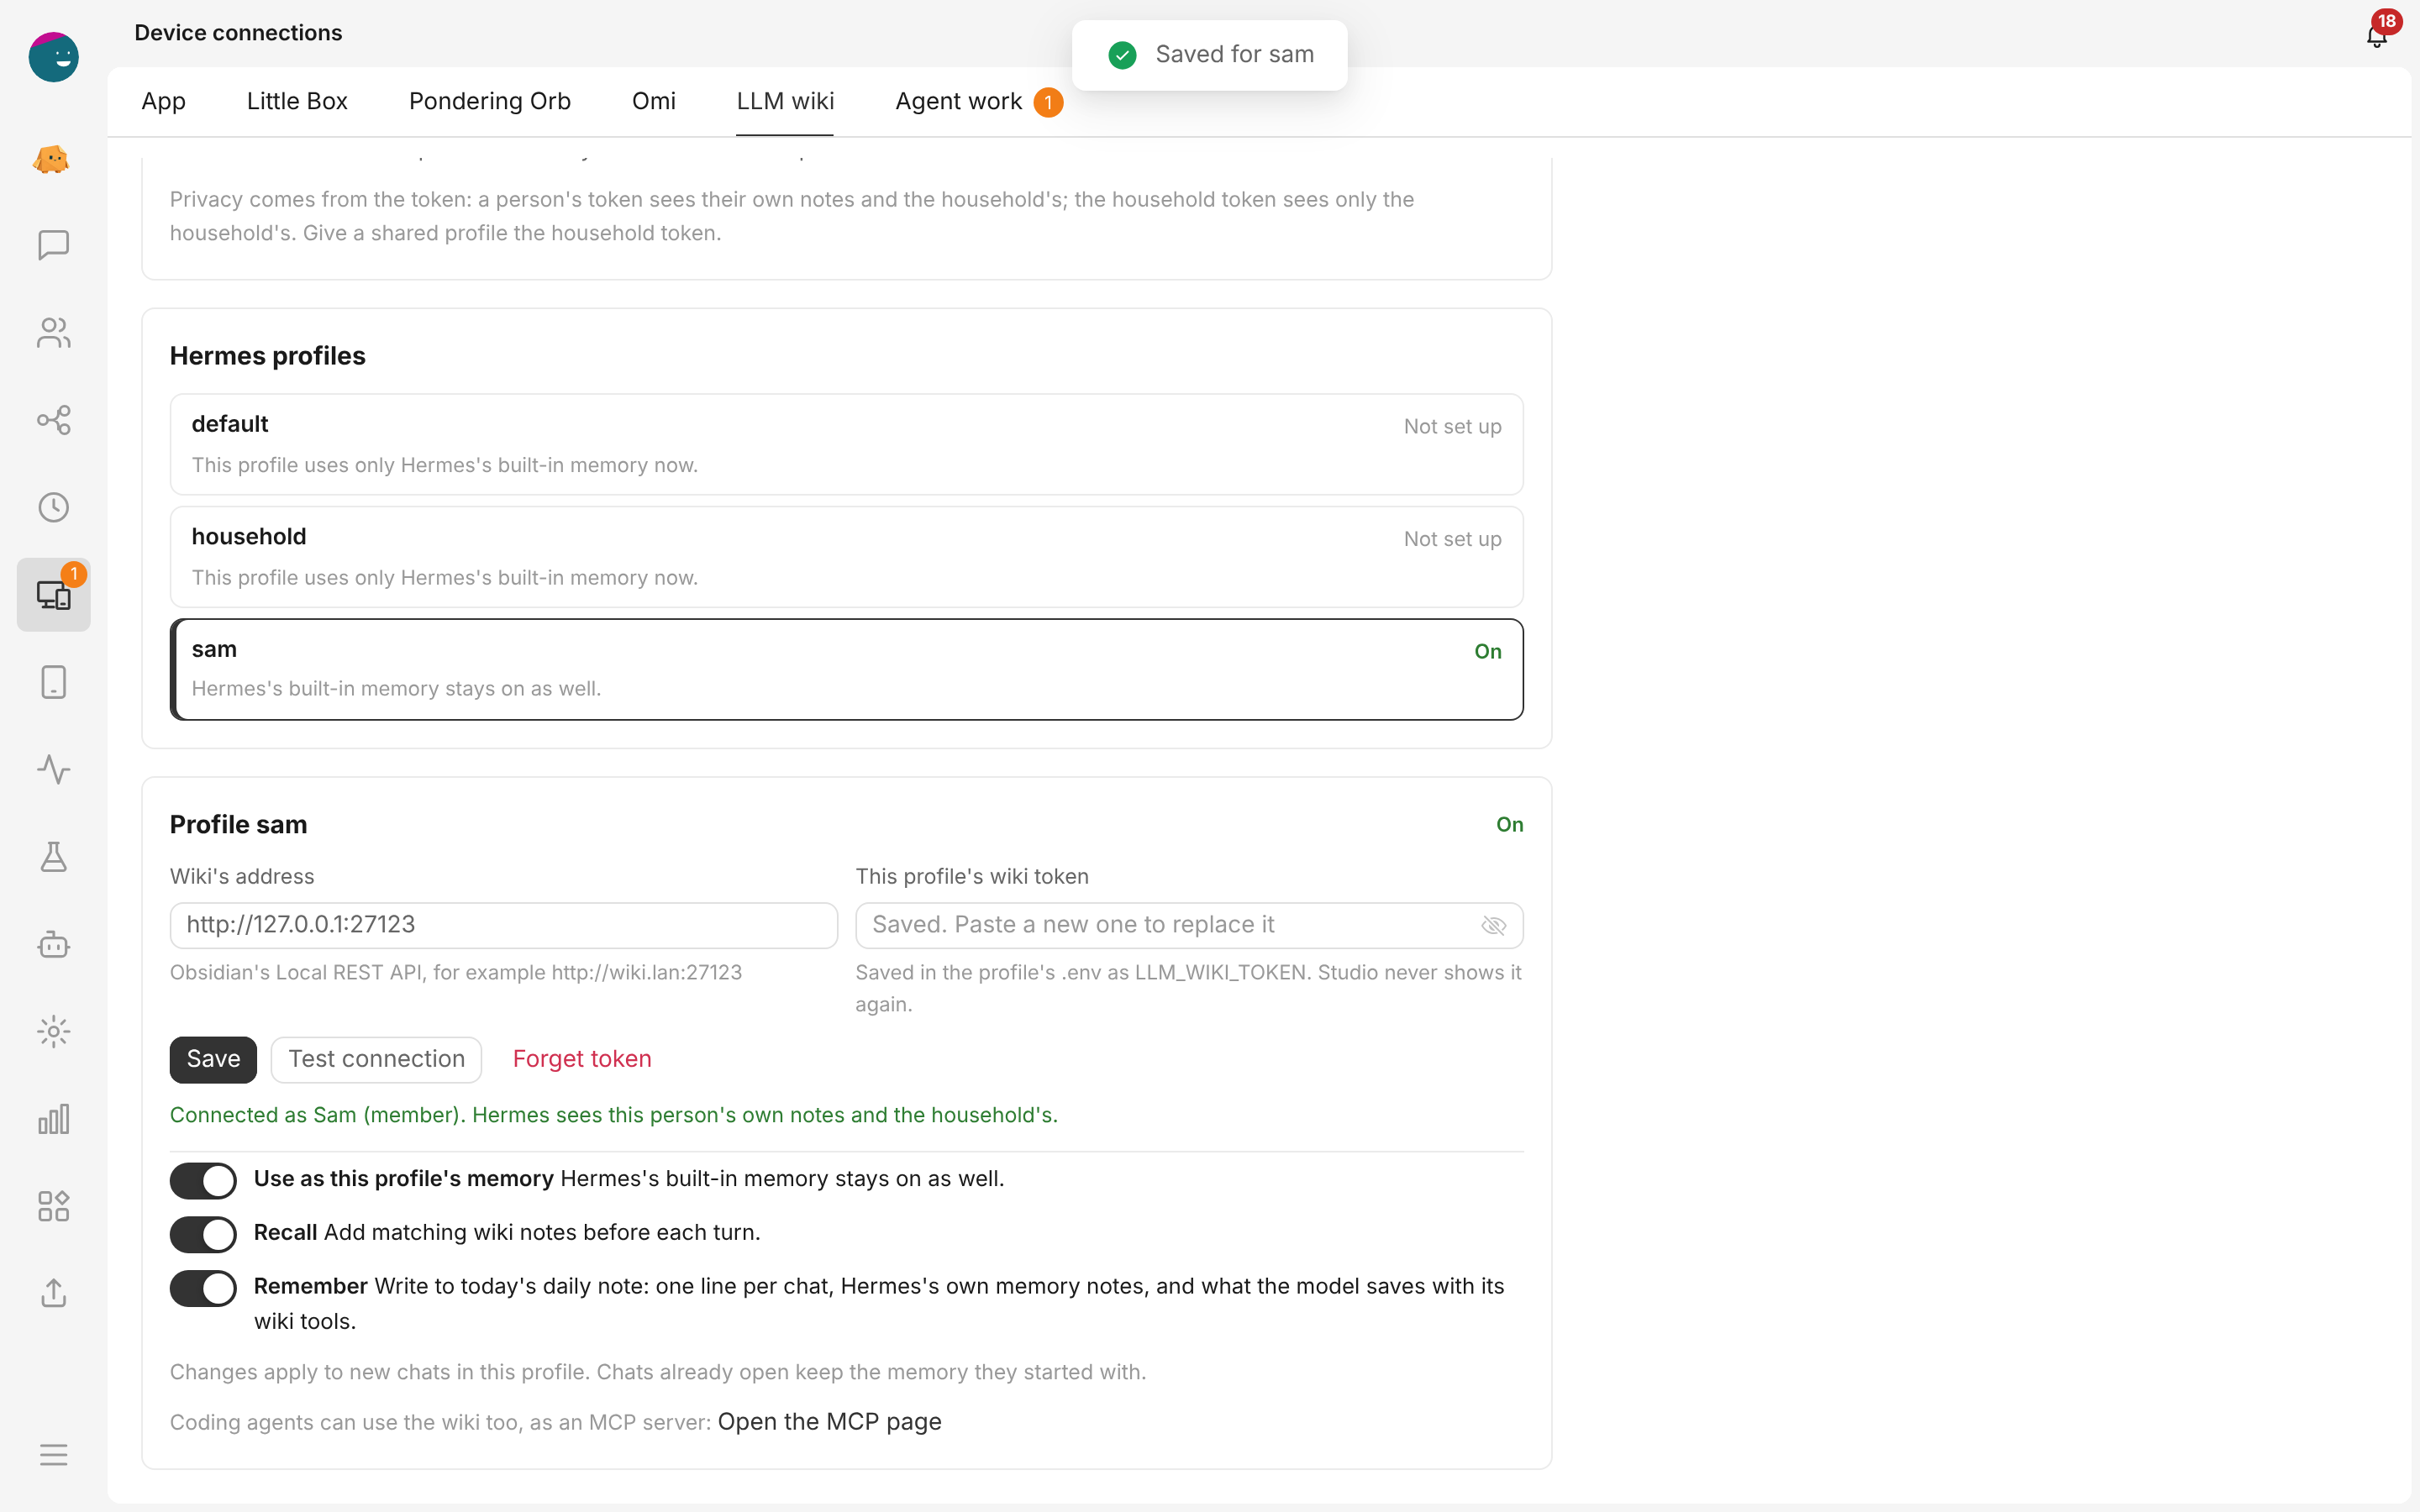 Device connections
Saved for sam
18
App
Little Box
Pondering Orb
Omi
LLM wiki
Agent work 1
Privacy comes from the token: a person's token sees their own notes and the household's; the household token sees only the
household's. Give a shared profile the household token.
Hermes profiles
default
Not set up
This profile uses only Hermes's built-in memory now.
household
Not set up
This profile uses only Hermes's built-in memory now.
1
sam
On
Hermes's built-in memory stays on as well.
Profile sam
On
Wiki's address
This profile's wiki token
http://127.0.0.1:27123
Saved. Paste a new one to replace it
Obsidian's Local REST API, for example http://wiki.lan:27123
Saved in the profile's .env as LLM_WIKI_TOKEN. Studio never shows it
again.
Save
Test connection
Forget token
Connected as Sam (member). Hermes sees this person's own notes and the household's.
Use as this profile's memory Hermes's built-in memory stays on as well.
Recall Add matching wiki notes before each turn.
Remember Write to today's daily note: one line per chat, Hermes's own memory notes, and what the model saves with its
wiki tools.
Changes apply to new chats in this profile. Chats already open keep the memory they started with.
Coding agents can use the wiki too, as an MCP server: Open the MCP page